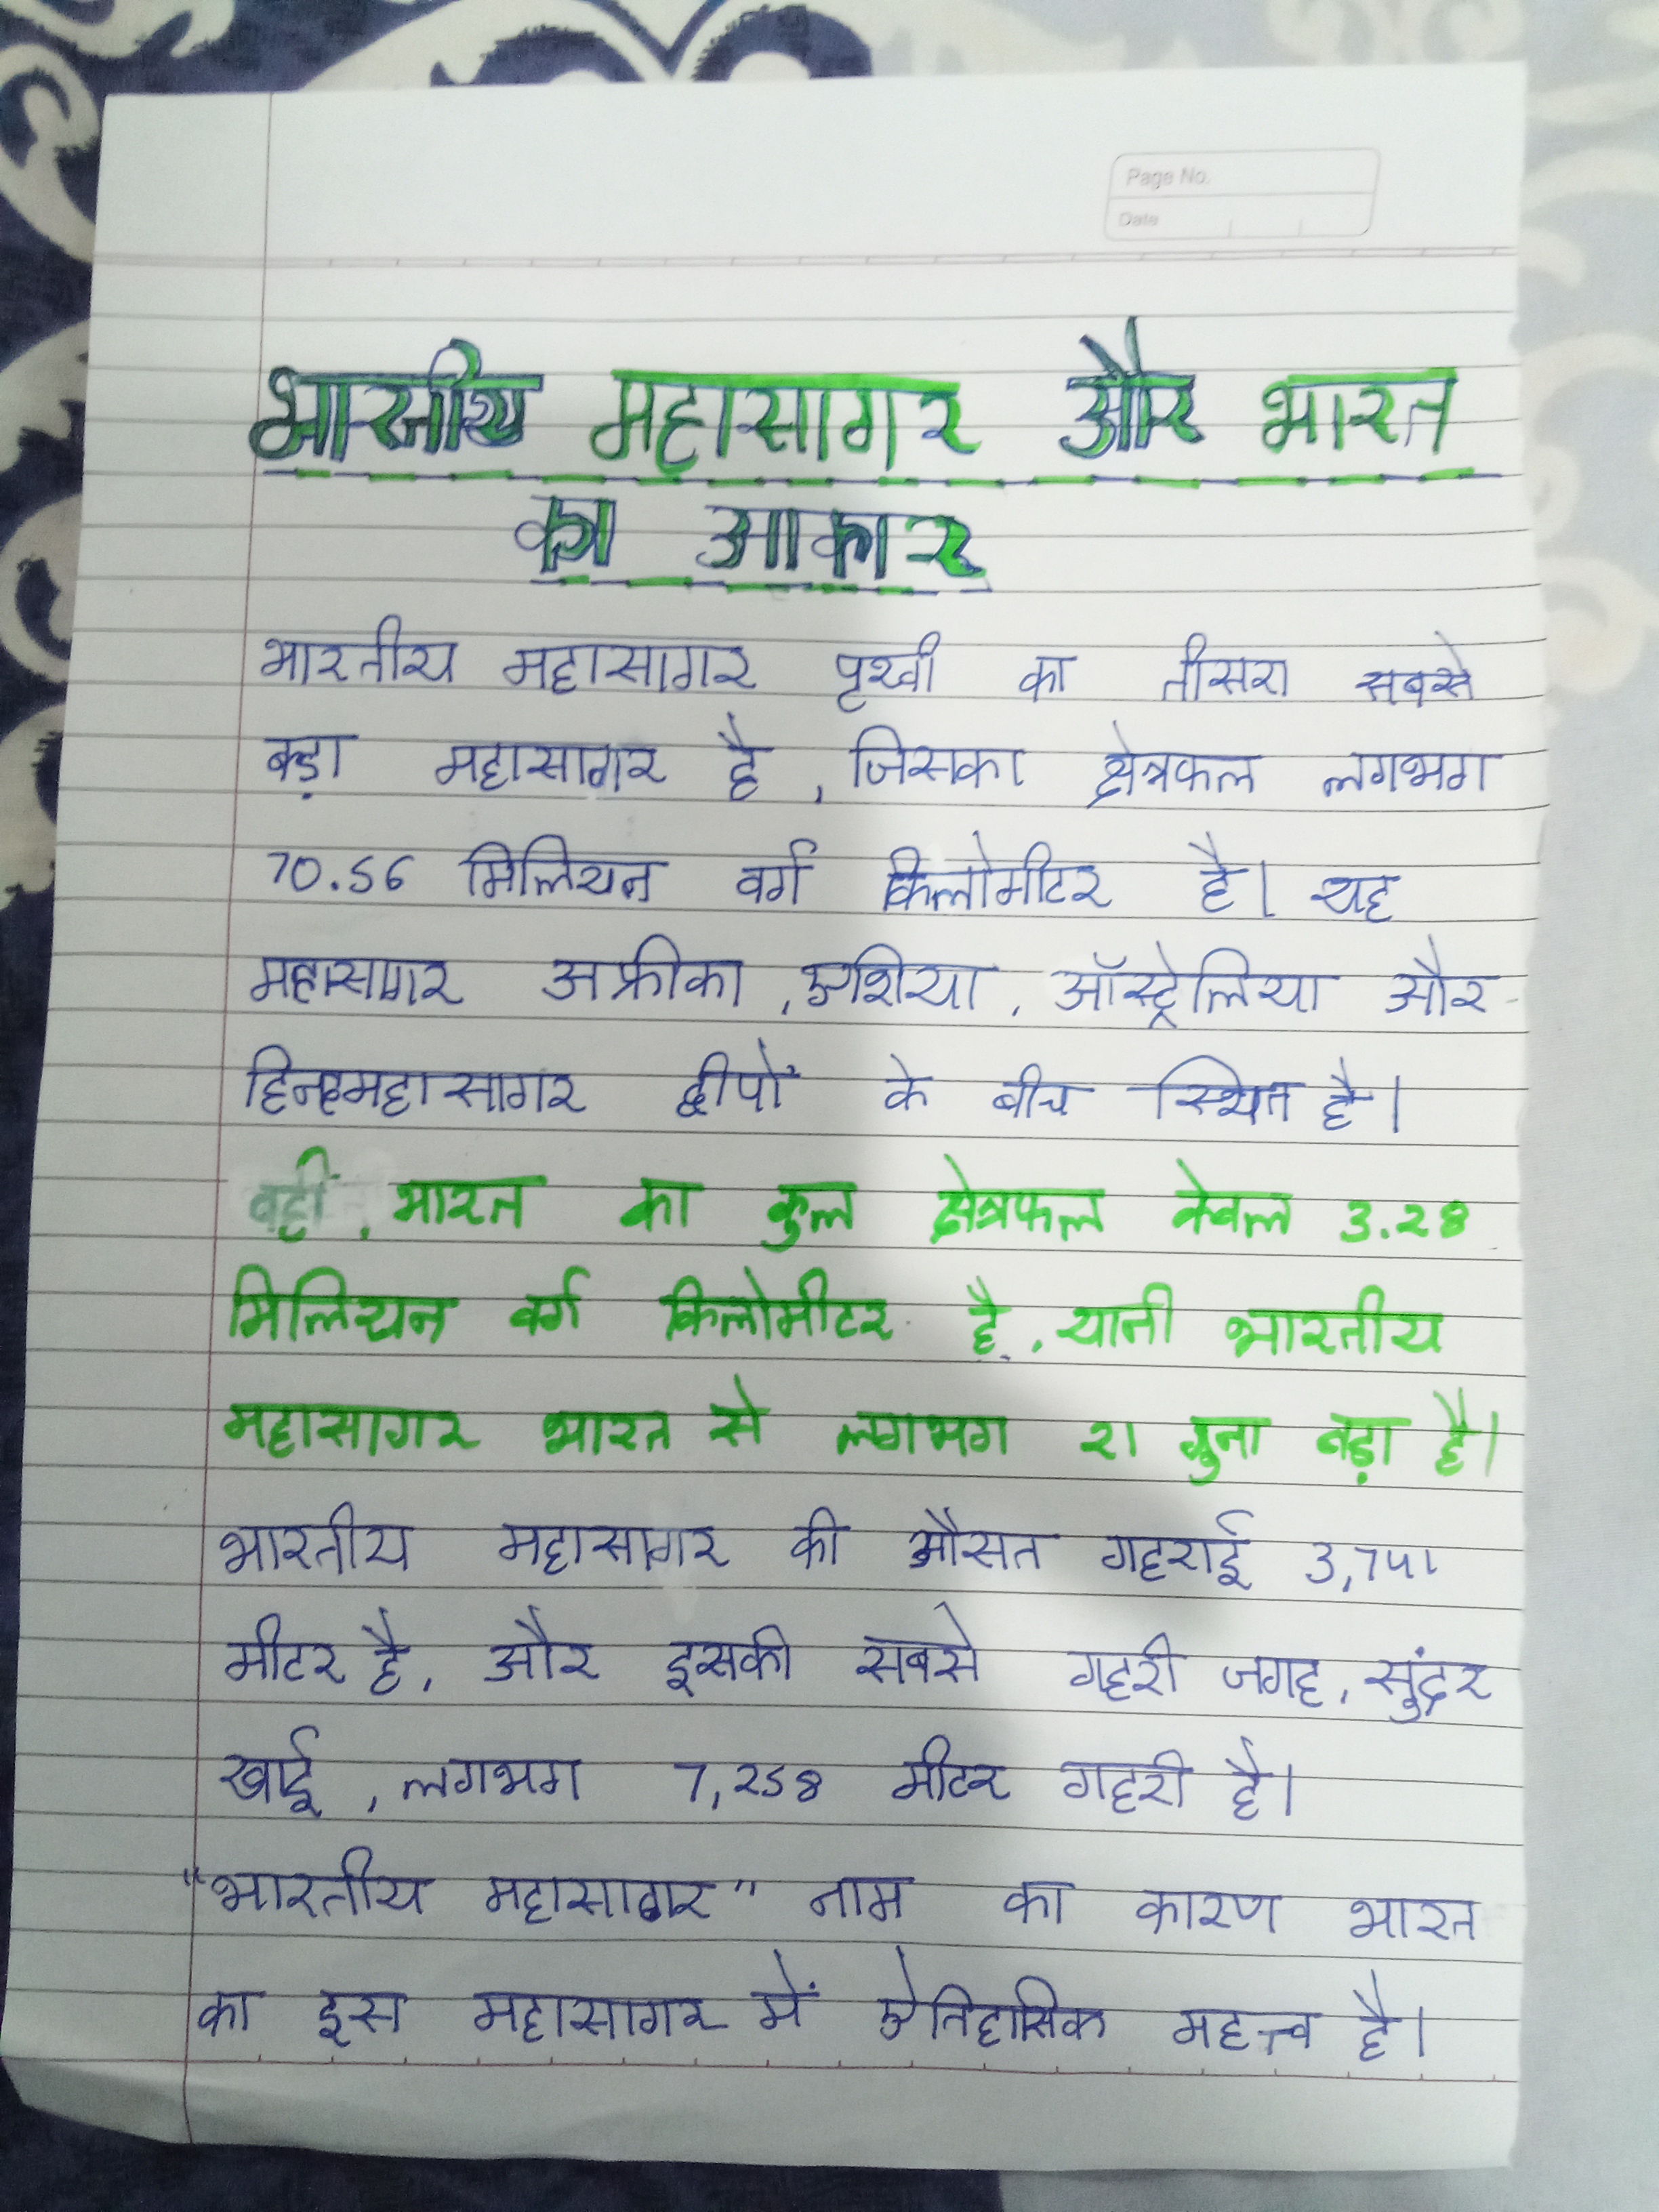 Page No.
Date
भारतीय महासागर और भारत
का आकार
भारतीय महासागर पृथ्वी का तीसरा सबसे
बड़ा महासागर है, जिसका क्षेत्रफल लगभग
70.56 मिलियन वर्ग किलोमीटर है। यह
महासागर अफ्रीका, एशिया, ऑस्ट्रेलिया और
हिन्दमहासागर द्वीपों के बीच स्थित है।
वहीं, भारत का कुल क्षेत्रफल केवल 3.28
मिलियन वर्ग किलोमीटर है, यानी भारतीय
महासागर भारत से लगभग 21 गुना बड़ा है।
भारतीय महासागर की औसत गहराई 3,741
मीटर है, और इसकी सबसे गहरी जगह, सुंदर
खाई, लगभग 7,258 मीटर गहरी है।
"भारतीय महासागर" नाम का कारण भारत
का इस महासागर में ऐतिहासिक महत्त्व है।